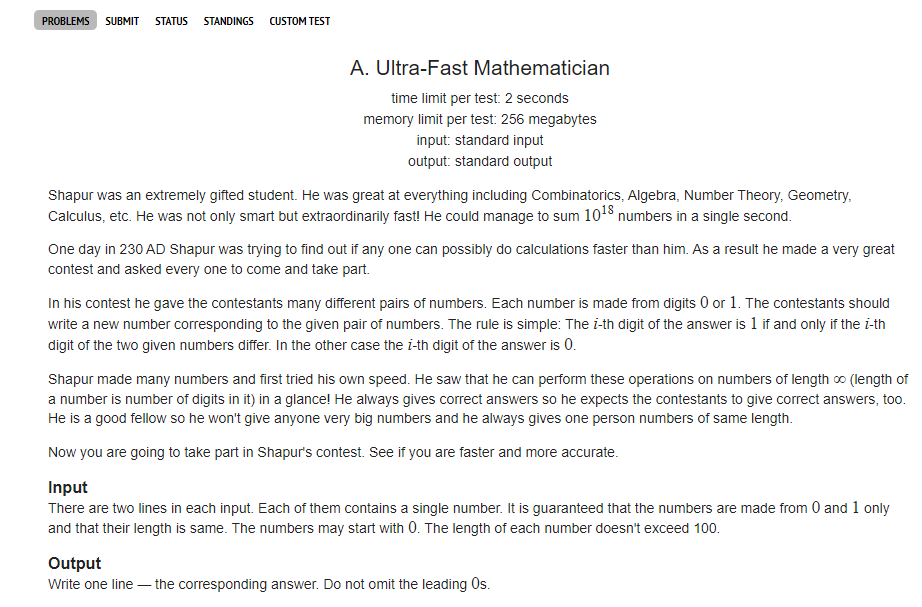 PROBLEMS SUBMIT STATUS STANDINGS CUSTOM TEST
A. Ultra-Fast Mathematician
time limit per test: 2 seconds
memory limit per test: 256 megabytes
input: standard input
output: standard output
Shapur was an extremely gifted student. He was great at everything including Combinatorics, Algebra, Number Theory, Geometry,
Calculus, etc. He was not only smart but extraordinarily fast! He could manage to sum 10^18 numbers in a single second.
One day in 230 AD Shapur was trying to find out if any one can possibly do calculations faster than him. As a result he made a very great
contest and asked every one to come and take part.
In his contest he gave the contestants many different pairs of numbers. Each number is made from digits 0 or 1. The contestants should
write a new number corresponding to the given pair of numbers. The rule is simple: The i-th digit of the answer is 1 if and only if the i-th
digit of the two given numbers differ. In the other case the i-th digit of the answer is 0.
Shapur made many numbers and first tried his own speed. He saw that he can perform these operations on numbers of length ∞ (length of
a number is number of digits in it) in a glance! He always gives correct answers so he expects the contestants to give correct answers, too.
He is a good fellow so he won't give anyone very big numbers and he always gives one person numbers of same length.
Now you are going to take part in Shapur's contest. See if you are faster and more accurate.
Input
There are two lines in each input. Each of them contains a single number. It is guaranteed that the numbers are made from 0 and 1 only
and that their length is same. The numbers may start with 0. The length of each number doesn't exceed 100.
Output
Write one line — the corresponding answer. Do not omit the leading 0s.